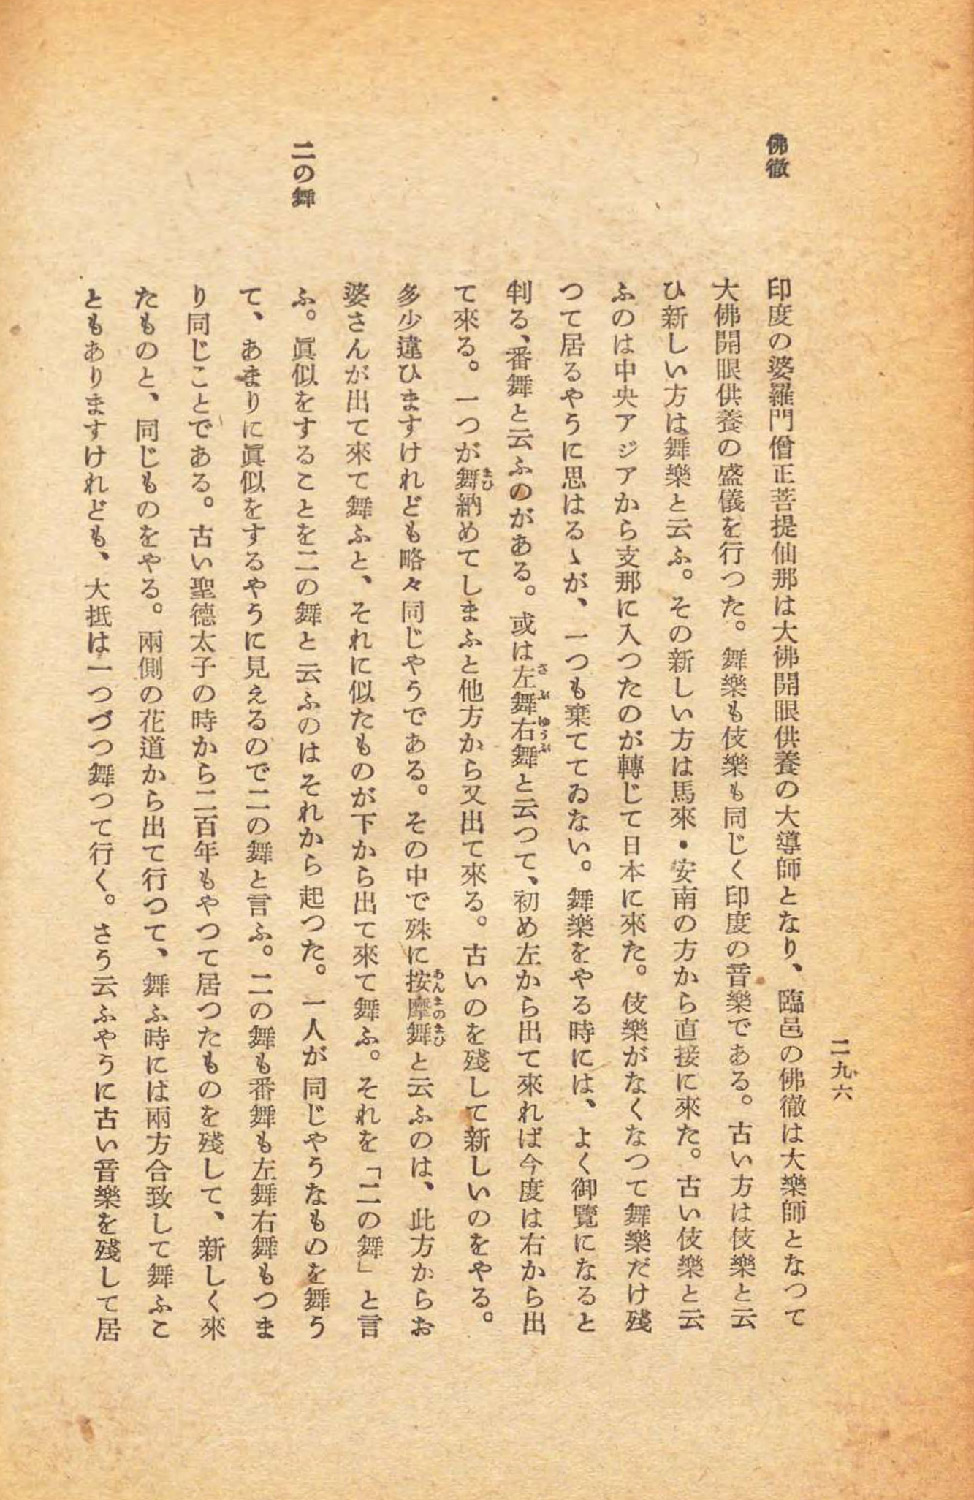 二九六
佛徹
印度の婆羅門僧正菩提仙那は大佛開眼供養の大導師となり、臨邑の佛徹は大樂師となつて
大佛開眼供養の盛儀を行つた。舞樂も伎樂も同じく印度の音樂である。古い方は伎樂と云
ひ新しい方は舞樂と云ふ。その新しい方は馬來・安南の方から直接に來た。古い伎樂と云
ふのは中央アジアから支那に入つたのが轉じて日本に來た。伎樂がなくなつて舞樂だけ殘
つて居るやうに思はるゝが、一つも棄ててゐない。舞樂をやる時には、よく御覽になると
判る、番舞と云ふのがある。或は左舞右舞と云つて、初め左から出て來れば今度は右から出
て來る。一つが舞納めてしまふと他方から又出て來る。古いのを殘して新しいのをやる。
多少違ひますけれども略々同じやうである。その中で殊に按摩舞と云ふのは、此方からお
婆さんが出て來て舞ふと、それに似たものが下から出て來て舞ふ。それを「二の舞」と言
二の舞
ふ。眞似をすることを二の舞と云ふのはそれから起つた。一人が同じやうなものを舞う
て、あまりに眞似をするやうに見えるので二の舞と言ふ。二の舞も番舞も左舞右舞もつま
り同じことである。古い聖德太子の時から二百年もやつて居つたものを殘して、新しく來
たものと、同じものをやる。兩側の花道から出て行つて、舞ふ時には兩方合致して舞ふこ
ともありますけれども、大抵は一つづつ舞つて行く。さう云ふやうに古い音樂を殘して居